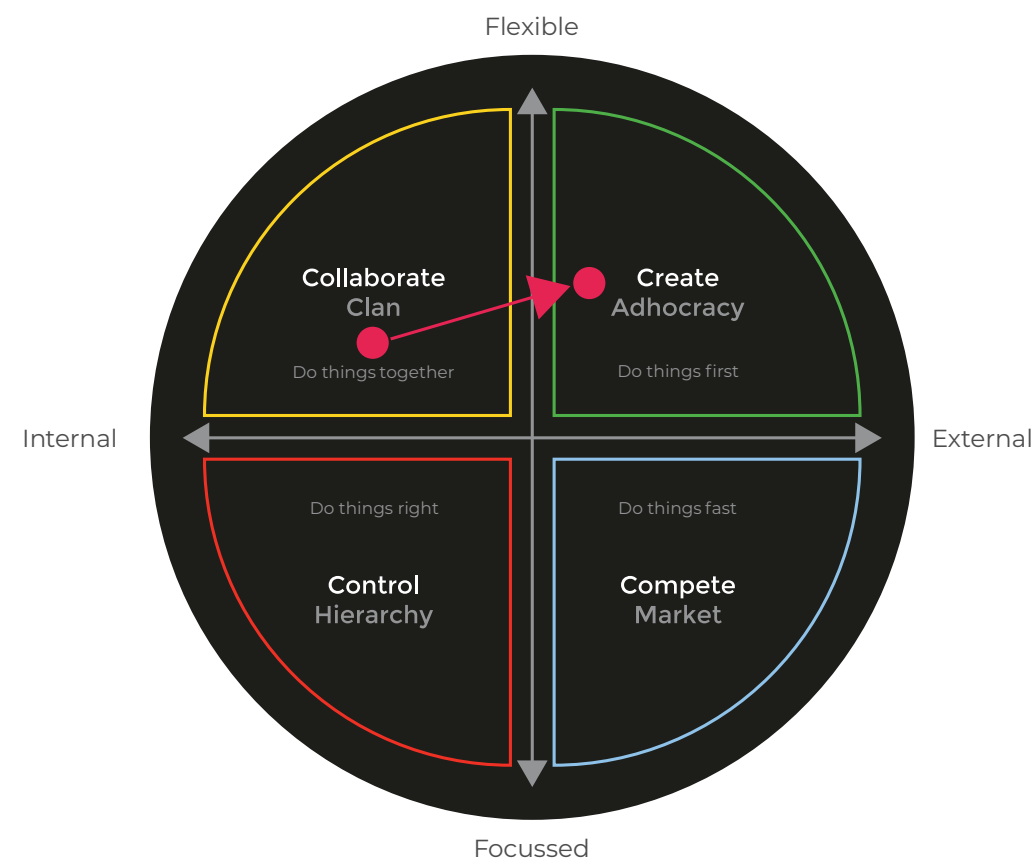 Flexible
Collaborate
Clan
Do things together
Create
Adhocracy
Do things first
Internal
External
Do things right
Control
Hierarchy
Do things fast
Compete
Market
Focussed